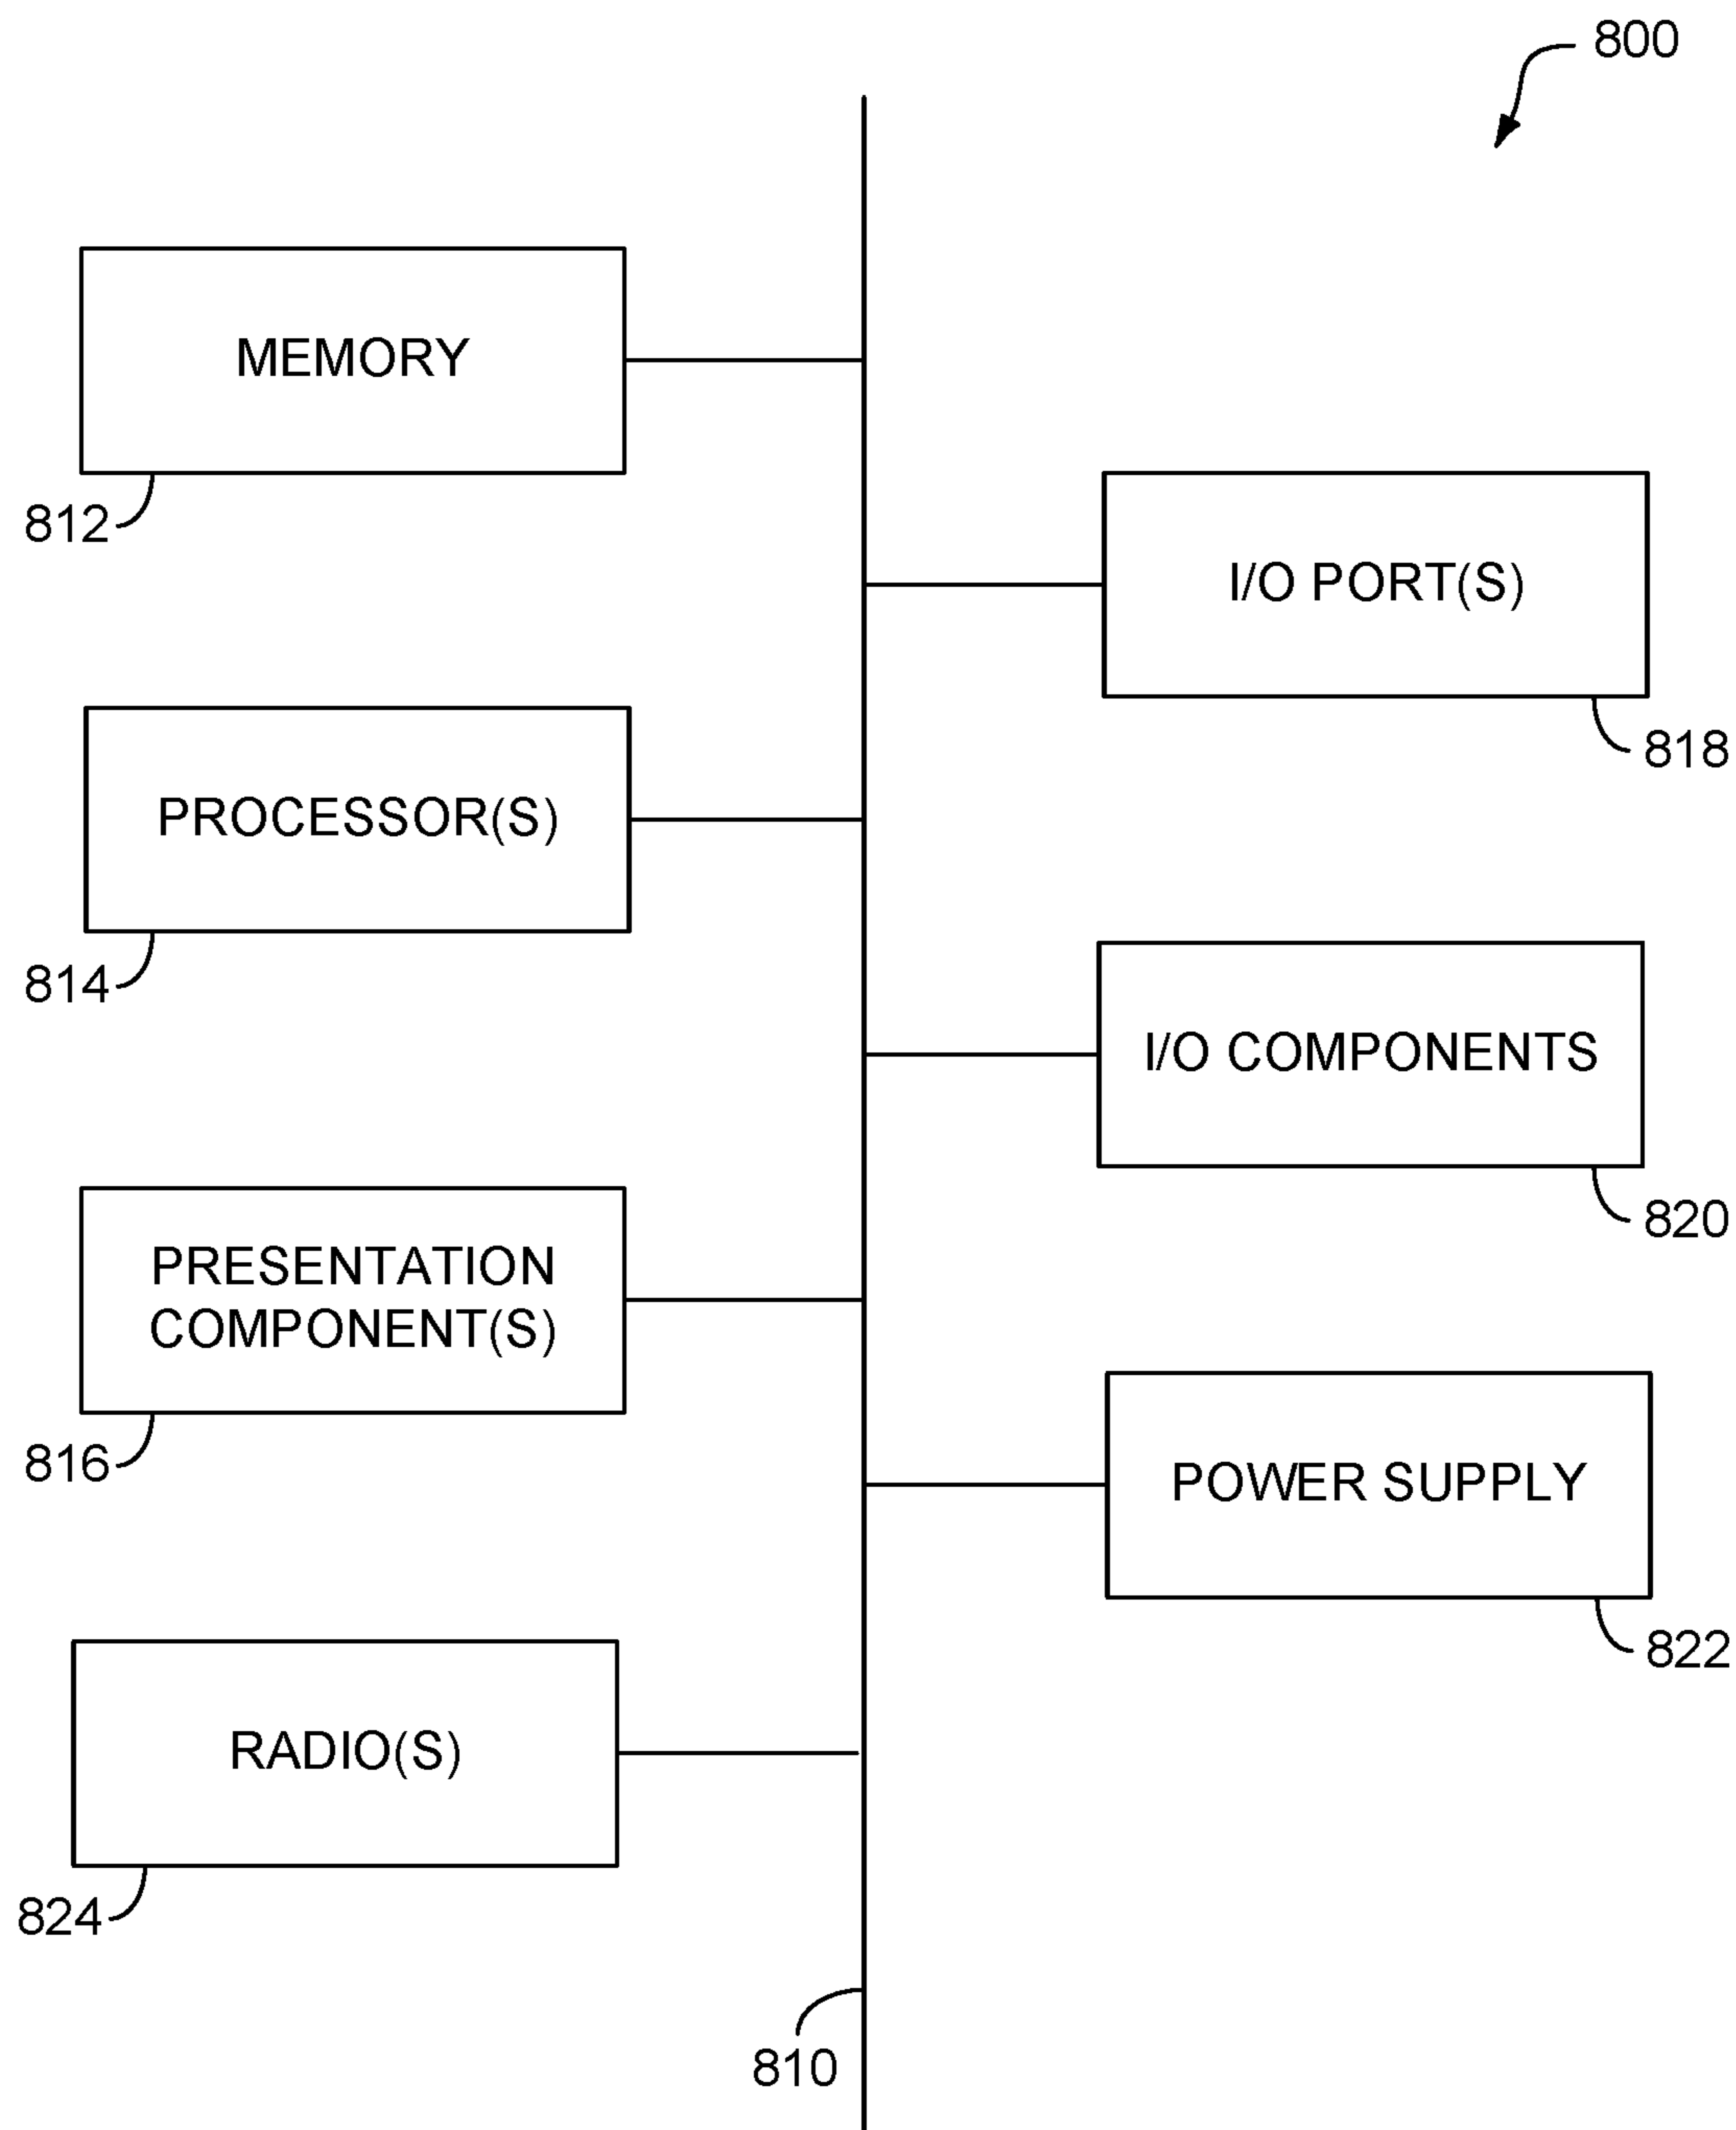 800
MEMORY
812
I/O PORT(S)
818
PROCESSOR(S)
814
I/O COMPONENTS
820
PRESENTATION
COMPONENT(S)
816
POWER SUPPLY
822
RADIO(S)
824
810